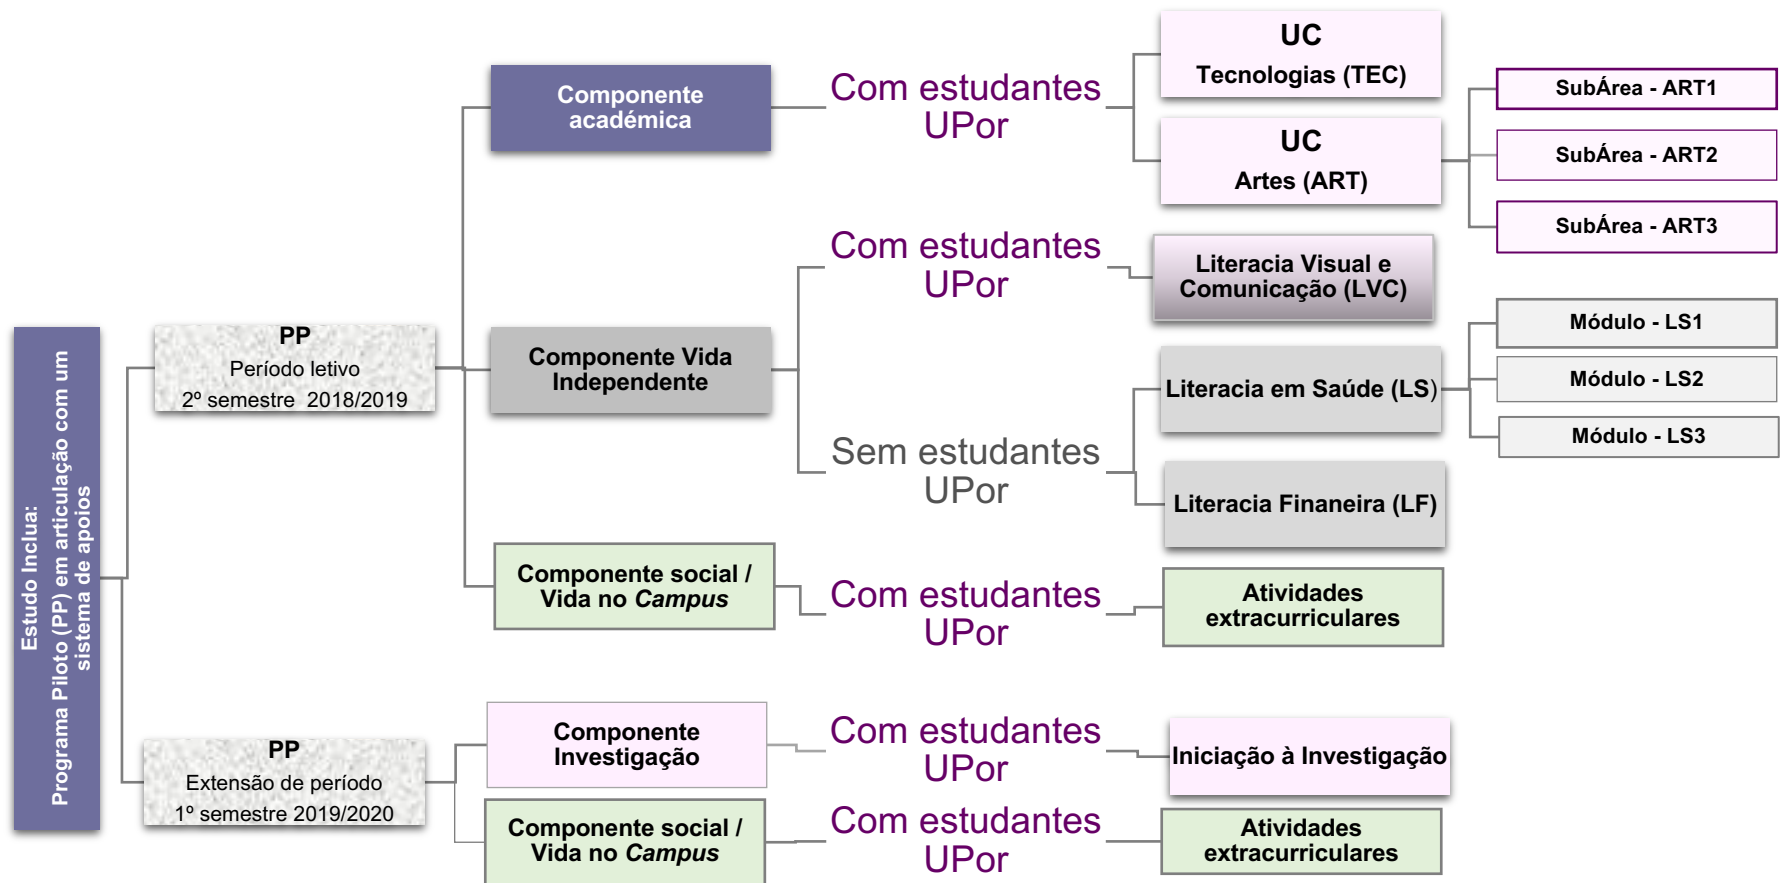 Estudo Inclua:
Programa Piloto (PP) em articulação com um
sistema de apoios
PP
Período letivo
2º semestre 2018/2019
Componente
académica
Com estudantes
UPor
UC
Tecnologias (TEC)
UC
Artes (ART)
SubÁrea - ART1
SubÁrea - ART2
SubÁrea - ART3
Componente Vida
Independente
Com estudantes
UPor
Literacia Visual e
Comunicação (LVC)
Sem estudantes
UPor
Literacia em Saúde (LS)
Módulo - LS1
Módulo - LS2
Módulo - LS3
Literacia Finaneira (LF)
Componente social /
Vida no Campus
Com estudantes
UPor
Atividades
extracurriculares
PP
Extensão de período
1º semestre 2019/2020
Componente
Investigação
Com estudantes
UPor
Iniciação à Investigação
Componente social /
Vida no Campus
Com estudantes
UPor
Atividades
extracurriculares